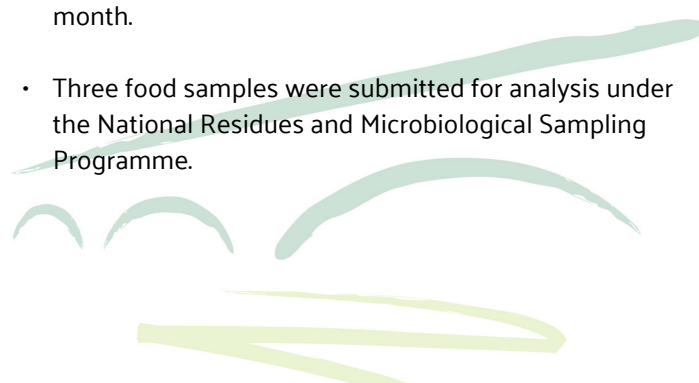 month.
• Three food samples were submitted for analysis under
the National Residues and Microbiological Sampling
Programme.